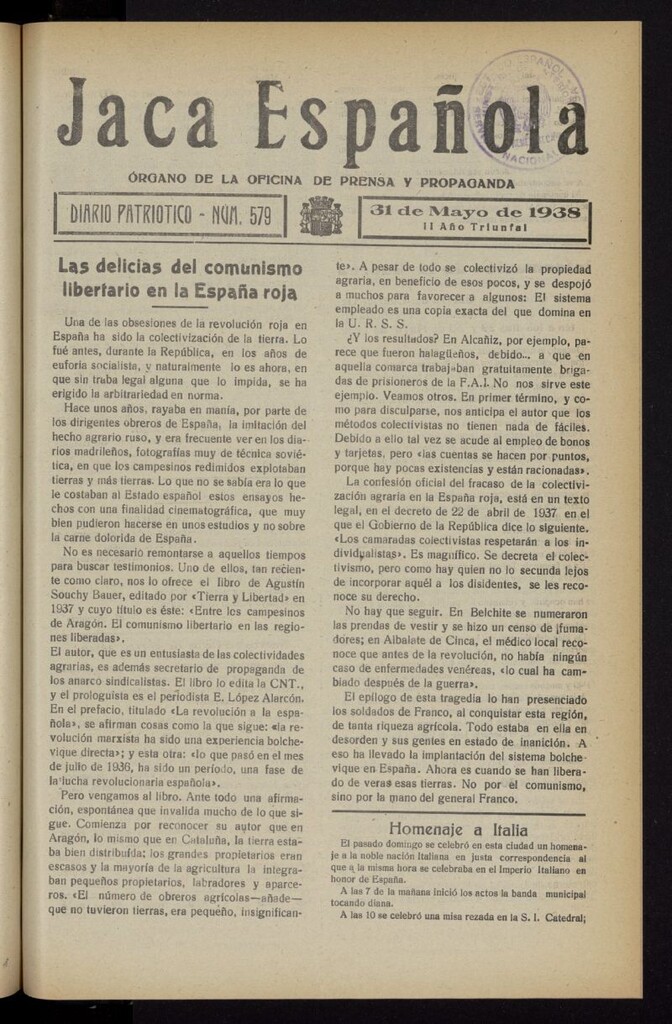 Jaca Española
ÓRGANO DE LA OFICINA DE PRENSA Y PROPAGANDA
DIARIO PATRIOTICO - NÚM. 579
31 de Mayo de 1938
II Año Triunfal
Las delicias del comunismo
libertario en la España roja
Una de las obsesiones de la revolución roja en
España ha sido la colectivización de la tierra. Lo
fué antes, durante la República, en los años de
euforia socialista, y naturalmente lo es ahora, en
que sin traba legal alguna que lo impida, se ha
erigido la arbitrariedad en norma.
Hace unos años, rayaba en manía, por parte de
los dirigentes obreros de España, la imitación del
hecho agrario ruso, y era frecuente ver en los dia-
rios madrileños, fotografías muy de técnica sovié-
tica, en que los campesinos redimidos explotaban
tierras y más tierras. Lo que no se sabía era lo que
le costaban al Estado español estos ensayos he-
chos con una finalidad cinematográfica, que muy
bien pudieron hacerse en unos estudios y no sobre
la carne dolorida de España.
No es necesario remontarse a aquellos tiempos
para buscar testimonios. Uno de ellos, tan recien-
te como claro, nos lo ofrece el libro de Agustín
Souchy Bauer, editado por «Tierra y Libertad» en
1937 y cuyo título es éste: «Entre los campesinos
de Aragón. El comunismo libertario en las regio-
nes liberadas».
El autor, que es un entusiasta de las colectividades
agrarias, es además secretario de propaganda de
los anarco sindicalistas. El libro lo edita la CNT.,
y el prologuista es el periodista E. López Alarcón.
En el prefacio, titulado «La revolución a la espa-
ñola», se afirman cosas como la que sigue: «la re-
volución marxista ha sido una experiencia bolche-
vique directa»; y esta otra: «lo que pasó en el mes
de julio de 1936, ha sido un período, una fase de
la lucha revolucionaria española».
Pero vengamos al libro. Ante todo una afirma-
ción, espontánea que invalida mucho de lo que si-
gue. Comienza por reconocer su autor que en
Aragón, lo mismo que en Cataluña, la tierra esta-
ba bien distribuída; los grandes propietarios eran
escasos y la mayoría de la agricultura la integra-
ban pequeños propietarios, labradores y aparce-
ros. «El número de obreros agrícolas—añade—
que no tuvieron tierras, era pequeño, insignifican-
te». A pesar de todo se colectivizó la propiedad
agraria, en beneficio de esos pocos, y se despojó
a muchos para favorecer a algunos: El sistema
empleado es una copia exacta del que domina en
la U. R. S. S.
¿Y los resultados? En Alcañiz, por ejemplo, pa-
rece que fueron halagüeños, debido... a que en
aquella comarca trabajaban gratuitamente briga-
das de prisioneros de la F.A.I. No nos sirve este
ejemplo. Veamos otros. En primer término, y co-
mo para disculparse, nos anticipa el autor que los
métodos colectivistas no tienen nada de fáciles.
Debido a ello tal vez se acude al empleo de bonos
y tarjetas, pero «las cuentas se hacen por puntos,
porque hay pocas existencias y están racionadas».
La confesión oficial del fracaso de la colectivi-
zación agraria en la España roja, está en un texto
legal, en el decreto de 22 de abril de 1937 en el
que el Gobierno de la República dice lo siguiente.
«Los camaradas colectivistas respetarán a los in-
dividualistas». Es magnífico. Se decreta el colec-
tivismo, pero como hay quien no lo secunda lejos
de incorporar aquél a los disidentes, se les reco-
noce su derecho.
No hay que seguir. En Belchite se numeraron
las prendas de vestir y se hizo un censo de ¡fuma-
dores; en Albalate de Cinca, el médico local reco-
noce que antes de la revolución, no había ningún
caso de enfermedades venéreas, «lo cual ha cam-
biado después de la guerra».
El epílogo de esta tragedia lo han presenciado
los soldados de Franco, al conquistar esta región,
de tanta riqueza agrícola. Todo estaba en ella en
desorden y sus gentes en estado de inanición. A
eso ha llevado la implantación del sistema bolche-
vique en España. Ahora es cuando se han libera-
do de veras esas tierras. No por el comunismo,
sino por la mano del general Franco.
Homenaje a Italia
El pasado domingo se celebró en esta ciudad un homena-
je a la noble nación Italiana en justa correspondencia al
que a la misma hora se celebraba en el Imperio Italiano en
honor de España.
A las 7 de la mañana inició los actos la banda municipal
tocando diana.
A las 10 se celebró una misa rezada en la S. I. Catedral;